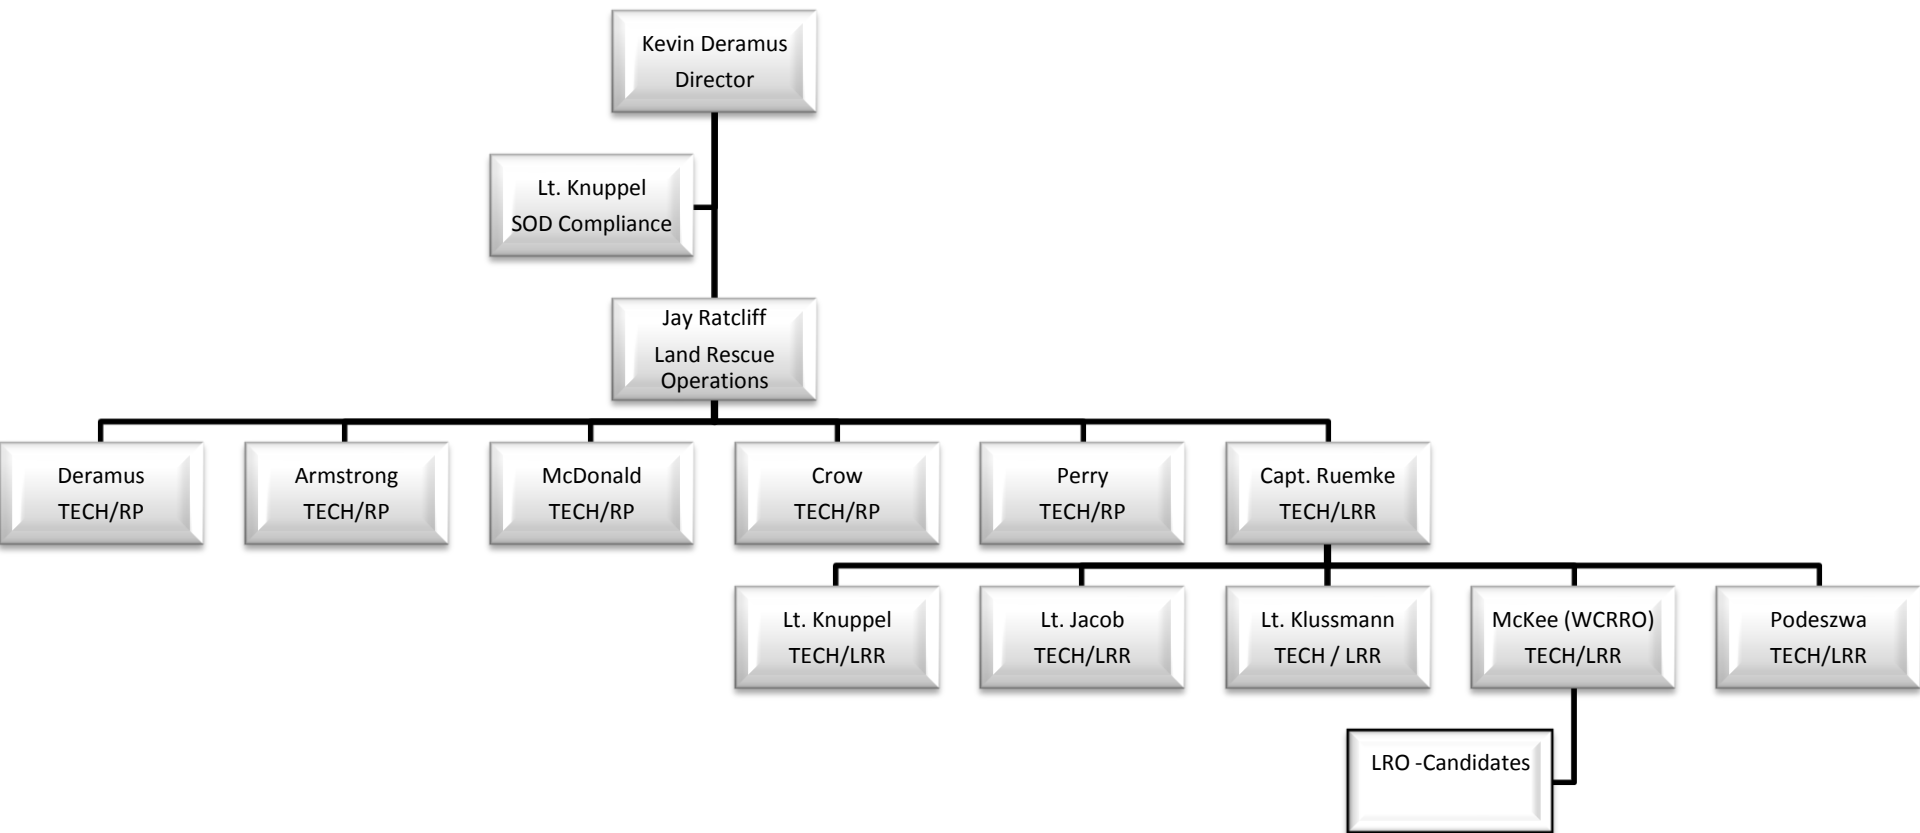 Kevin Deramus
Director
Lt. Knuppel
SOD Compliance
Jay Ratcliff
Land Rescue
Operations
Deramus
TECH/RP
Armstrong
TECH/RP
McDonald
TECH/RP
Crow
TECH/RP
Perry
TECH/RP
Capt. Ruemke
TECH/LRR
Lt. Knuppel
TECH/LRR
Lt. Jacob
TECH/LRR
Lt. Klussmann
TECH / LRR
McKee (WCRRO)
TECH/LRR
Podeszwa
TECH/LRR
LRO -Candidates